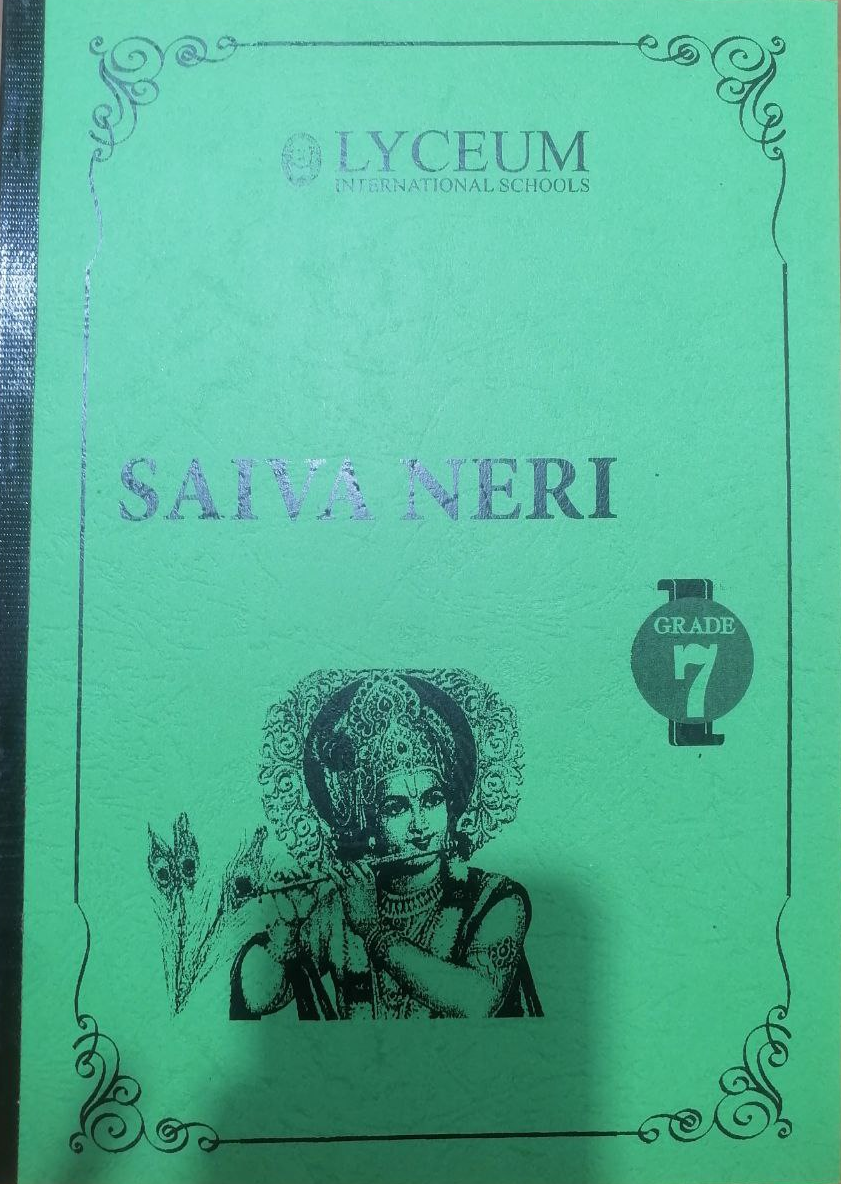 LYCEUM
INTERNATIONAL SCHOOLS
SAIVA NERI
GRADE
7